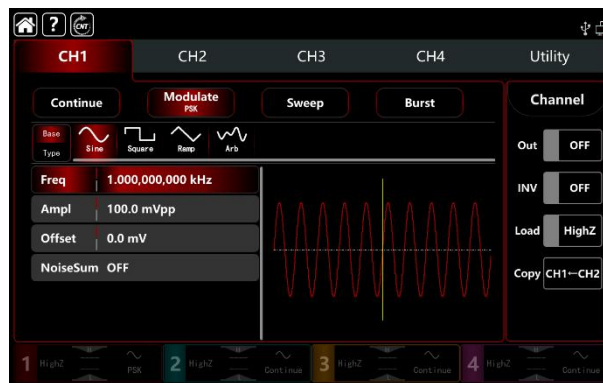 ? CNT
CH1 CH2 CH3 CH4 Utility
Continue Modulate Sweep Burst Channel
PSK
Base
Type Sine Square Ramp Arb
Out OFF
Freq 1.000,000,000 kHz
INV OFF
Ampl 100.0 mVpp
Offset 0.0 mV
Load HighZ
NoiseSum OFF
Copy CH1←CH2
1 HighZ PSK 2 HighZ Continue 3 HighZ Continue 4 HighZ Continue